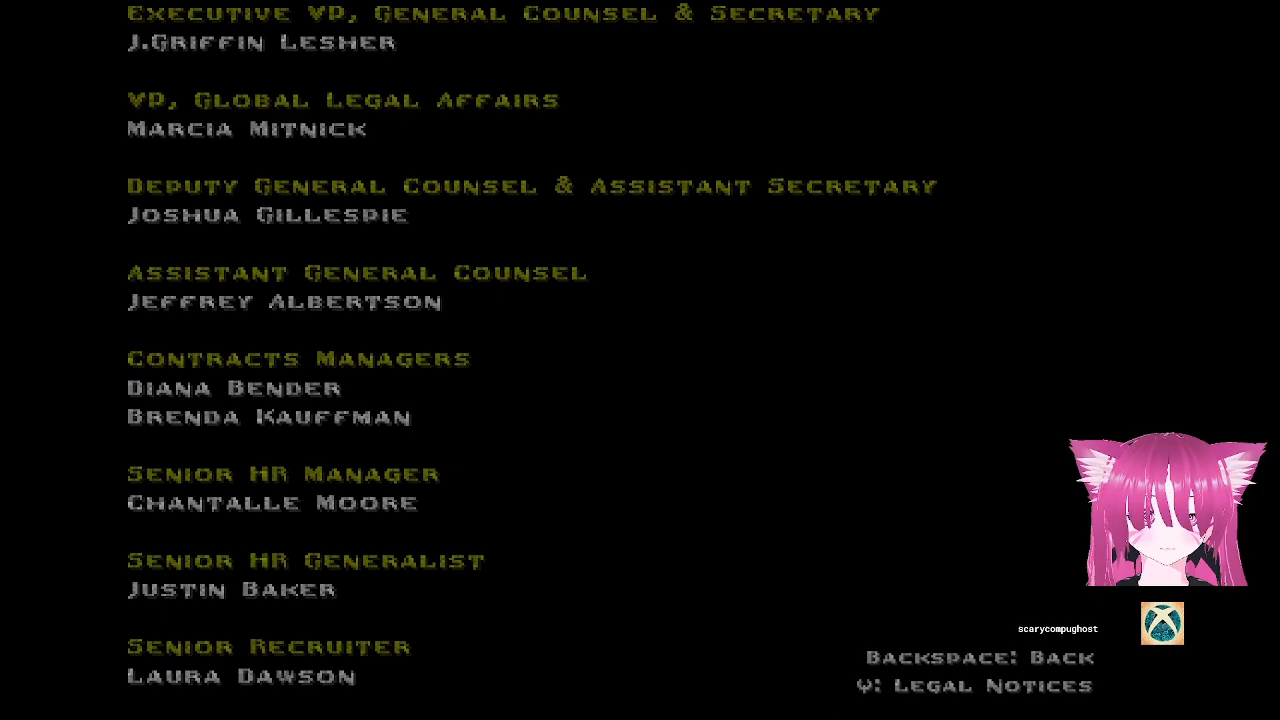 Executive VP, General Counsel & Secretary
J.Griffin Lesher
VP, Global Legal Affairs
Marcia Mitnick
Deputy General Counsel & Assistant Secretary
Joshua Gillespie
Assistant General Counsel
Jeffrey Albertson
Contracts Managers
Diana Bender
Brenda Kauffman
Senior HR Manager
Chantalle Moore
Senior HR Generalist
Justin Baker
Senior Recruiter
Laura Dawson
scarycompughost
Backspace: Back
Y: Legal Notices